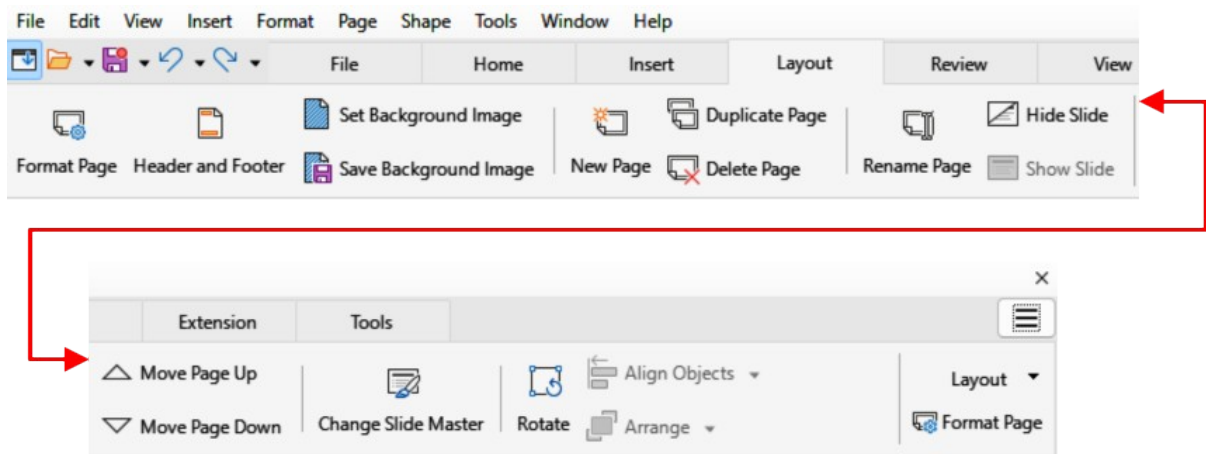 File Edit View Insert Format Page Shape Tools Window Help
File Home Insert Layout Review View
Set Background Image Duplicate Page Hide Slide
Format Page Header and Footer Save Background Image New Page Delete Page Rename Page Show Slide
Extension Tools
Move Page Up Align Objects Layout
Move Page Down Change Slide Master Rotate Arrange Format Page